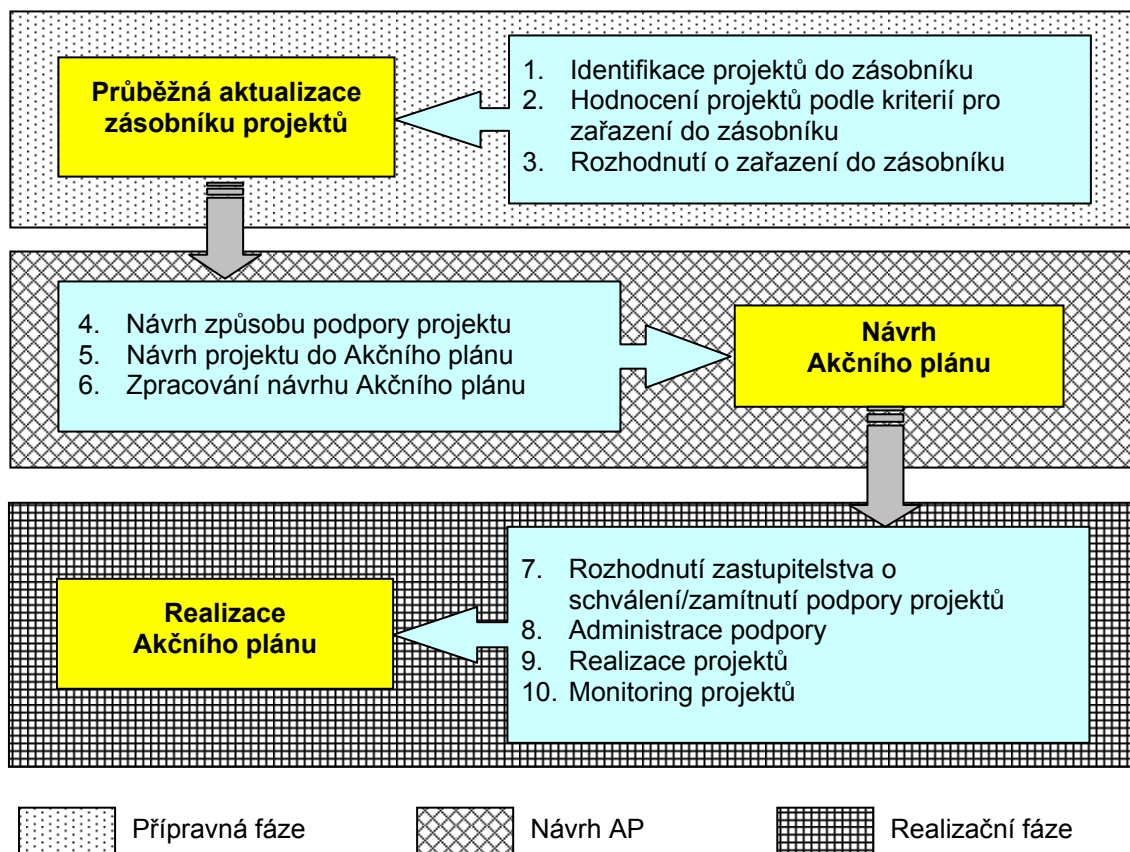 Průběžná aktualizace
zásobníku projektů
1. Identifikace projektů do zásobníku
2. Hodnocení projektů podle kriterií pro
zařazení do zásobníku
3. Rozhodnutí o zařazení do zásobníku
4. Návrh způsobu podpory projektu
5. Návrh projektu do Akčního plánu
6. Zpracování návrhu Akčního plánu
Návrh
Akčního plánu
Realizace
Akčního plánu
7. Rozhodnutí zastupitelstva o
schválení/zamítnutí podpory projektů
8. Administrace podpory
9. Realizace projektů
10. Monitoring projektů
Přípravná fáze
Návrh AP
Realizační fáze